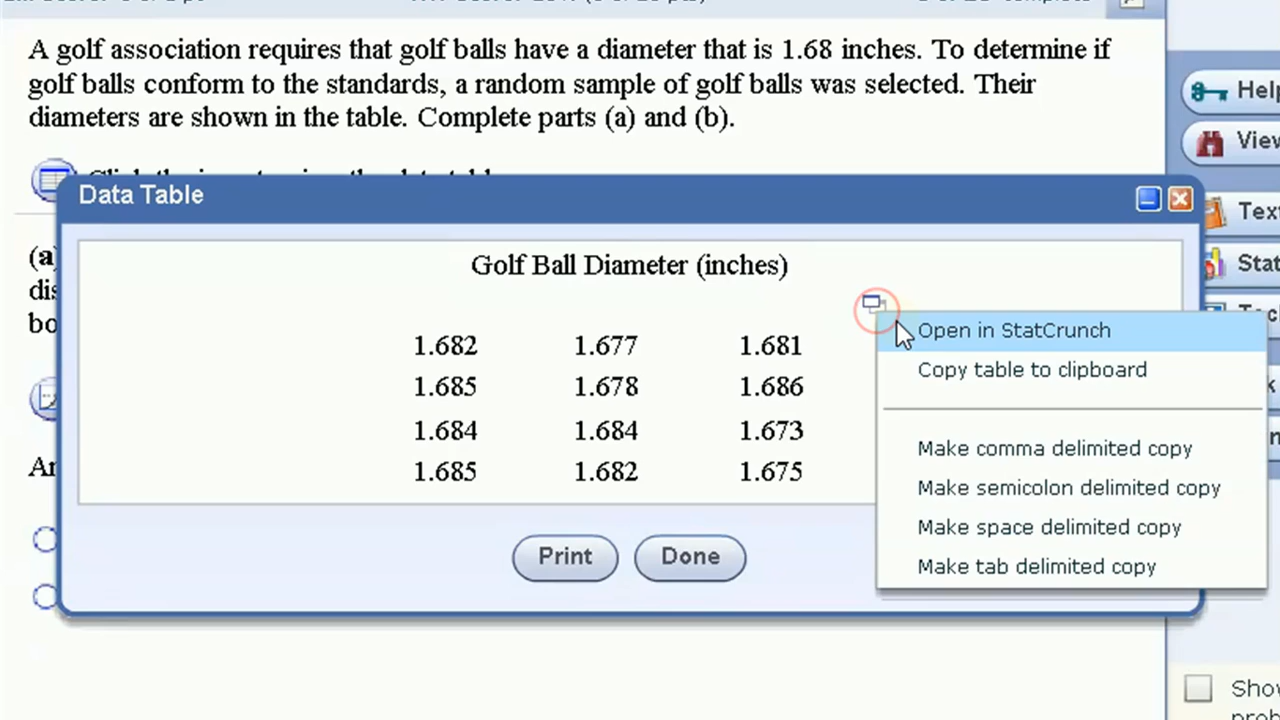 A golf association requires that golf balls have a diameter that is 1.68 inches. To determine if
golf balls conform to the standards, a random sample of golf balls was selected. Their
diameters are shown in the table. Complete parts (a) and (b).
Help
View
Data Table
(a)
Golf Ball Diameter (inches)
1.682 1.677 1.681
1.685 1.678 1.686
1.684 1.684 1.673
1.685 1.682 1.675
Open in StatCrunch
Copy table to clipboard
Make comma delimited copy
Make semicolon delimited copy
Make space delimited copy
Make tab delimited copy
Print
Done